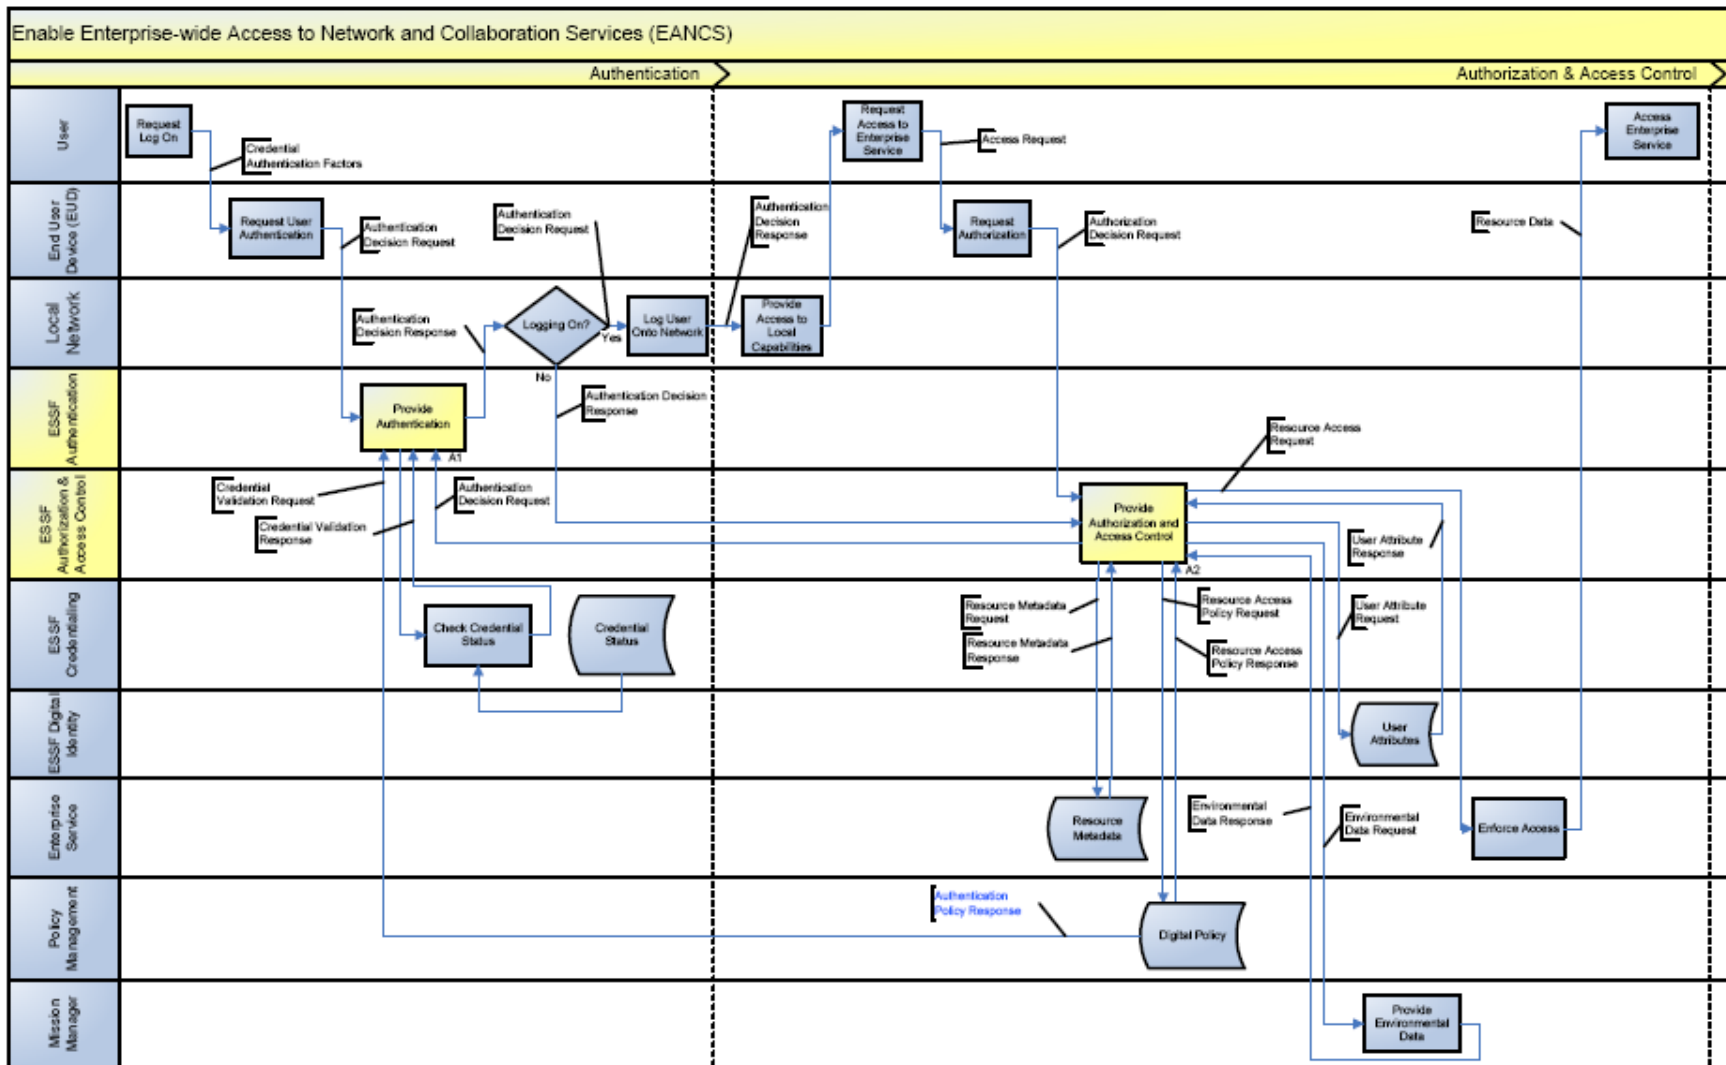 Enable Enterprise-wide Access to Network and Collaboration Services (EANCS)
Authentication
Authorization & Access Control
User
Request
Log On
Credential
Authentication Factors
Request
Access to
Enterprise
Service
Access Request
Access
Enterprise
Service
End User
Device (EUD)
Request User
Authentication
Authentication
Decision Request
Authentication
Decision Request
Authentication
Decision
Response
Request
Authorization
Authorization
Decision Request
Resource Data
Local
Network
Authentication
Decision Response
Logging On?
Yes
No
Log User
Onto Network
Provide
Access to
Local
Capabilities
ESSF
Authentication
Provide
Authentication
A1
Authentication Decision
Response
Resource Access
Request
ESSF
Authorization &
Access Control
Credential
Validation Request
Credential Validation
Response
Authentication
Decision Request
Provide
Authorization and
Access Control
A2
User Attribute
Response
ESSF
Credentialing
Check Credential
Status
Credential
Status
Resource Metadata
Request
Resource Metadata
Response
Resource Access
Policy Request
Resource Access
Policy Response
User Attribute
Request
ESSF Digital
Identity
User
Attributes
Enterprise
Service
Resource
Metadata
Environmental
Data Response
Environmental
Data Request
Enforce Access
Policy
Management
Authentication
Policy Response
Digital Policy
Mission
Manager
Provide
Environmental
Data